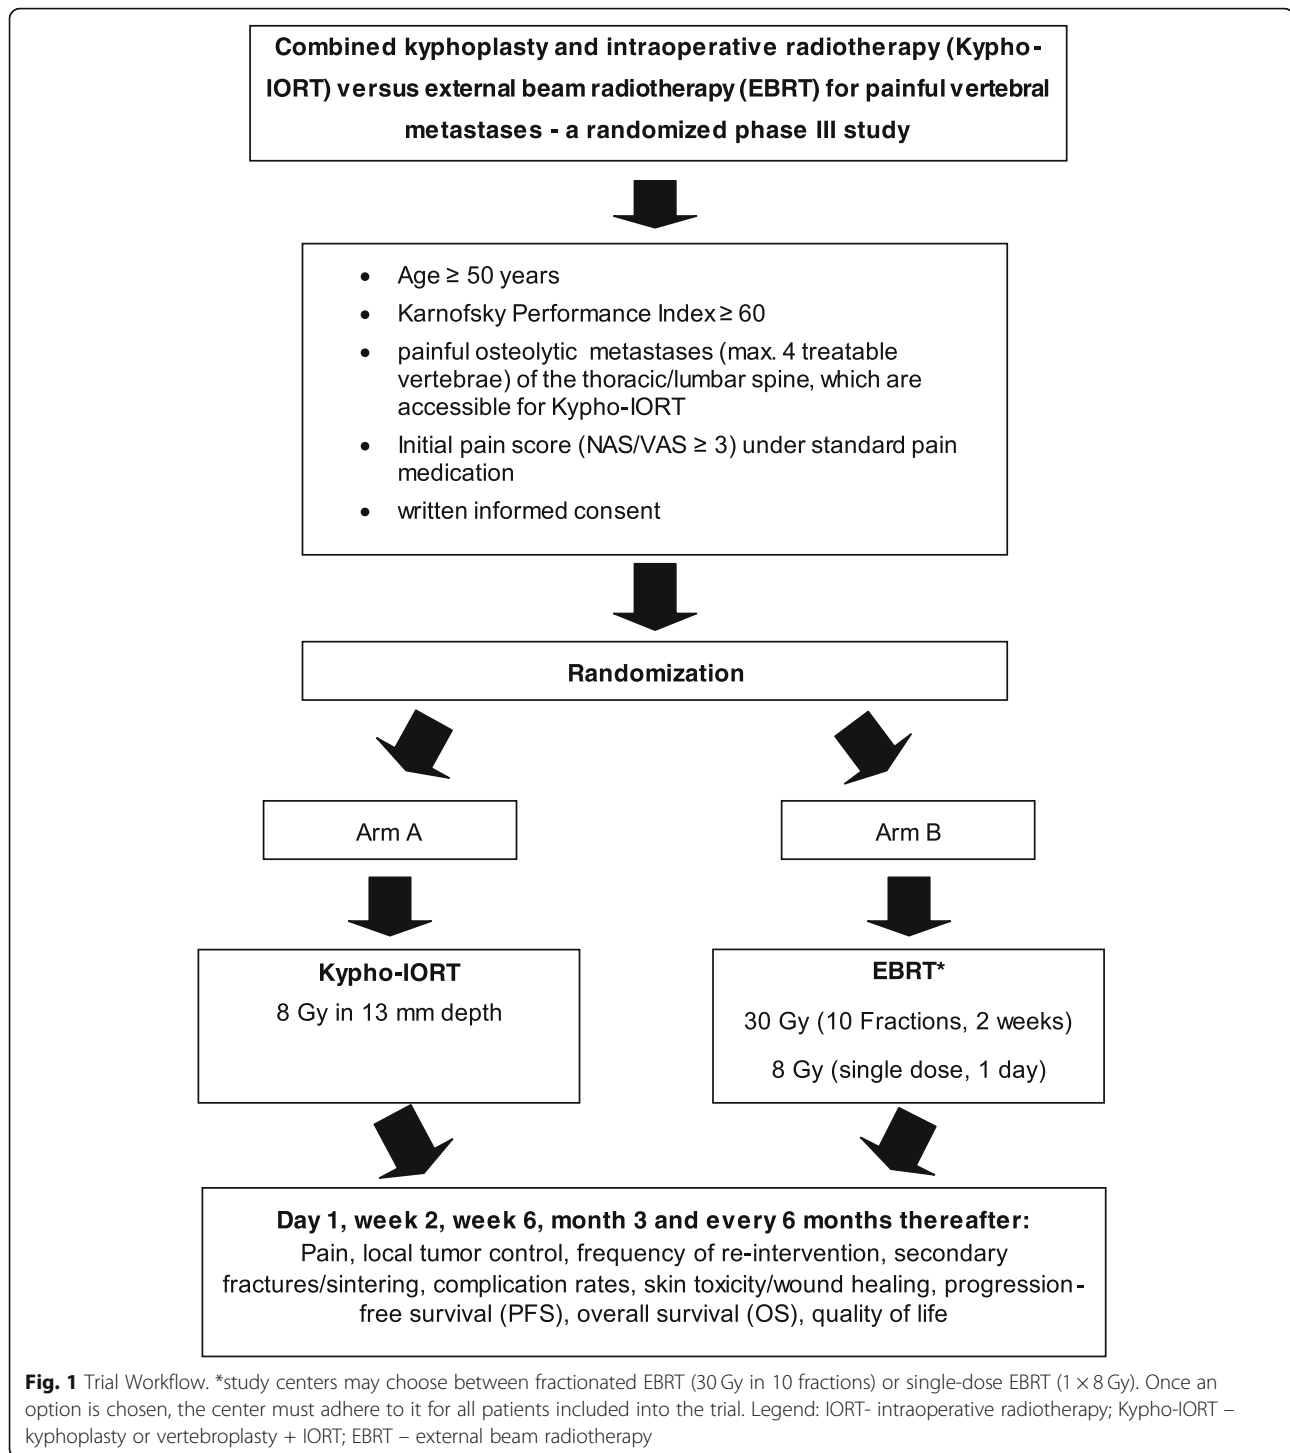 Combined kyphoplasty and intraoperative radiotherapy (Kypho-
IORT) versus external beam radiotherapy (EBRT) for painful vertebral
metastases - a randomized phase III study
• Age ≥ 50 years
• Karnofsky Performance Index ≥ 60
• painful osteolytic metastases (max. 4 treatable
vertebrae) of the thoracic/lumbar spine, which are
accessible for Kypho-IORT
• Initial pain score (NAS/VAS ≥ 3) under standard pain
medication
• written informed consent
Randomization
Arm A
Arm B
Kypho-IORT
8 Gy in 13 mm depth
EBRT*
30 Gy (10 Fractions, 2 weeks)
8 Gy (single dose, 1 day)
Day 1, week 2, week 6, month 3 and every 6 months thereafter:
Pain, local tumor control, frequency of re-intervention, secondary
fractures/sintering, complication rates, skin toxicity/wound healing, progression-
free survival (PFS), overall survival (OS), quality of life
Fig. 1 Trial Workflow. *study centers may choose between fractionated EBRT (30 Gy in 10 fractions) or single-dose EBRT (1 × 8 Gy). Once an
option is chosen, the center must adhere to it for all patients included into the trial. Legend: IORT- intraoperative radiotherapy; Kypho-IORT –
kyphoplasty or vertebroplasty + IORT; EBRT – external beam radiotherapy